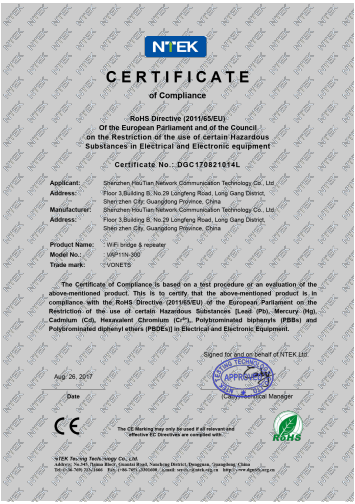 NTEK
CERTIFICATE
of Compliance
RoHS Directive (2011/65/EU)
Of the European Parliament and of the Council
on the Restriction of the use of certain Hazardous
Substances in Electrical and Electronic equipment
Certificate No.: DGC170821014L
Applicant: : Shenzhen HouTian Network Communication Technology Co., Ltd
Address: : Floor 3,Building B, No.29 Longfeng Road, Long Gang District,
Shenzhen City, Guangdong Province, China
Manufacturer: : Shenzhen HouTian Network Communication Technology Co., Ltd.
Address: : Floor 3,Building B, No.29 Longfeng Road, Long Gang District,
Shenzhen City, Guangdong Province, China
Product Name: : WiFi bridge & repeater
Model No.: : VAP11N-300
Trade mark: : VONETS
The Certificate of Compliance is based on a test procedure or an evaluation of the
above-mentioned product. This is to certify that the above-mentioned product is in
compliance with the RoHS Directive (2011/65/EU) of the European Parliament on the
Restriction of the use of certain Hazardous Substances [Lead (Pb), Mercury (Hg),
Cadmium (Cd), Hexavalent Chromium (Cr⁶⁺), Polybrominated biphenyls (PBBs) and
Polybrominated diphenyl ethers (PBDEs)] in Electrical and Electronic Equipment.
Signed for and on behalf of NTEK Ltd.
TESTING TECHNOLOGY
APPROVED
Aug. 26, 2017
Date
Technical Manager
CE
The CE Marking may only be used if all relevant and
effective EC Directives are complied with.
RoHS
NTEK Testing Technology Co., Ltd.